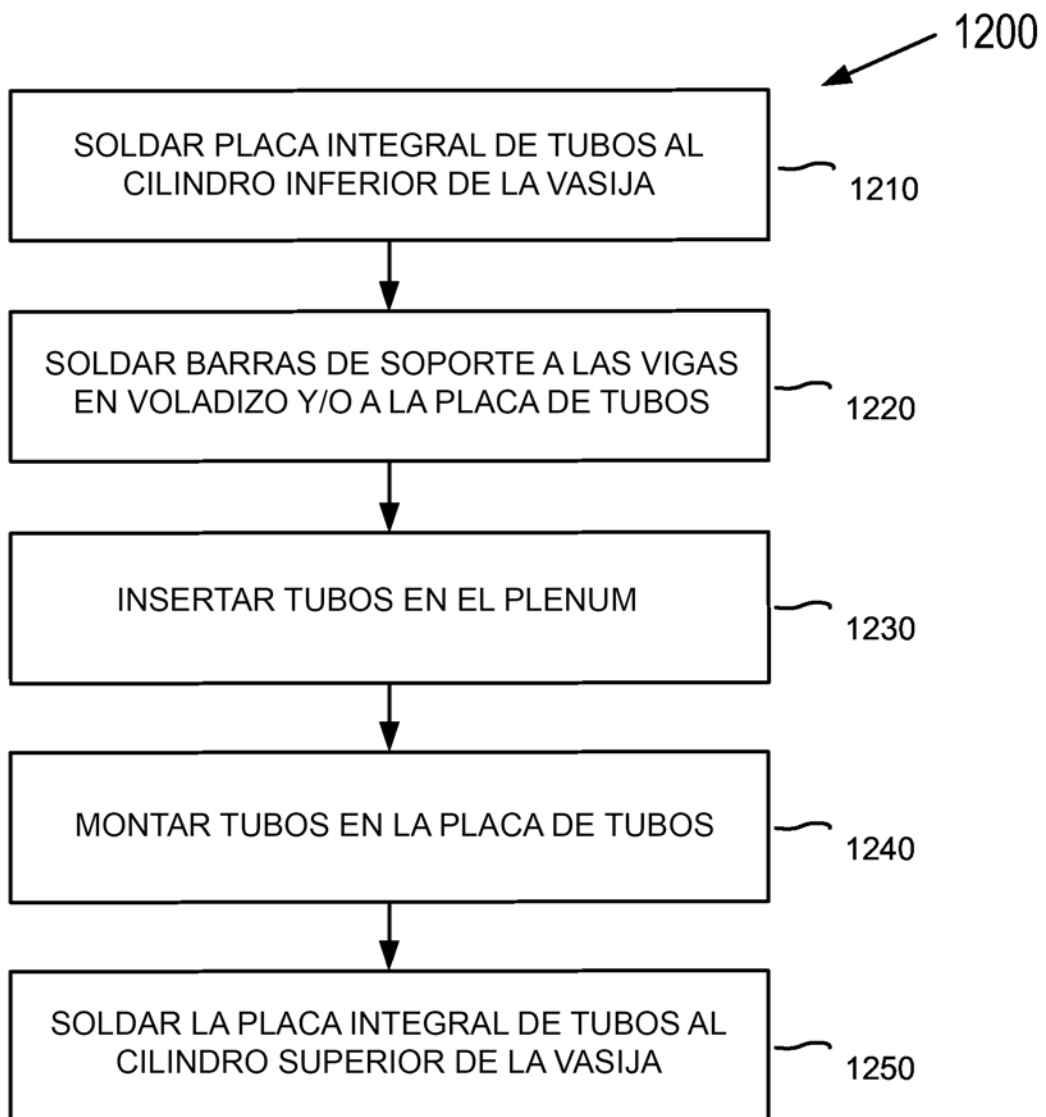 1200
SOLDAR PLACA INTEGRAL DE TUBOS AL
CILINDRO INFERIOR DE LA VASIJA
1210
SOLDAR BARRAS DE SOPORTE A LAS VIGAS
EN VOLADIZO Y/O A LA PLACA DE TUBOS
1220
INSERTAR TUBOS EN EL PLENUM
1230
MONTAR TUBOS EN LA PLACA DE TUBOS
1240
SOLDAR LA PLACA INTEGRAL DE TUBOS AL
CILINDRO SUPERIOR DE LA VASIJA
1250